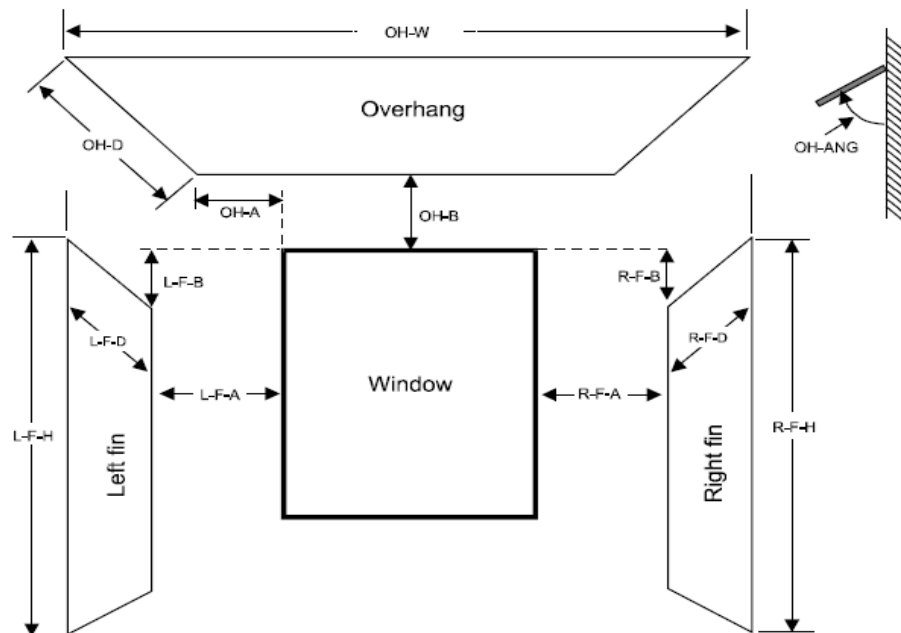 OH-W
Overhang
OH-D
OH-ANG
OH-A
OH-B
L-F-B
R-F-B
L-F-D
R-F-D
Window
L-F-A
R-F-A
L-F-H
R-F-H
Left fin
Right fin